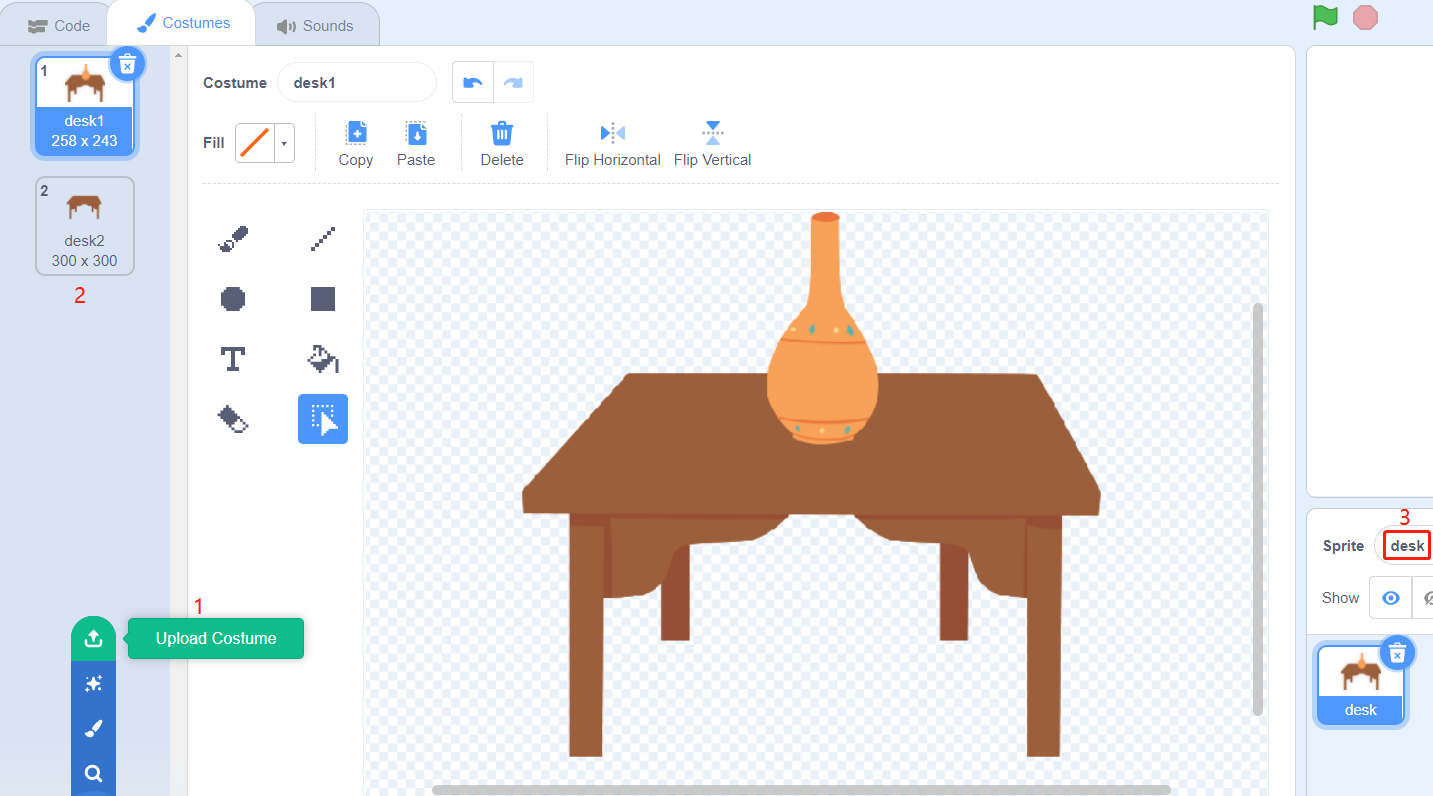 Code
Costumes
Sounds
1
desk1
258 x 243
2
desk2
300 x 300
2
Costume
desk1
Fill
Copy
Paste
Delete
Flip Horizontal
Flip Vertical
T
1
Upload Costume
3
Sprite
desk
Show
desk